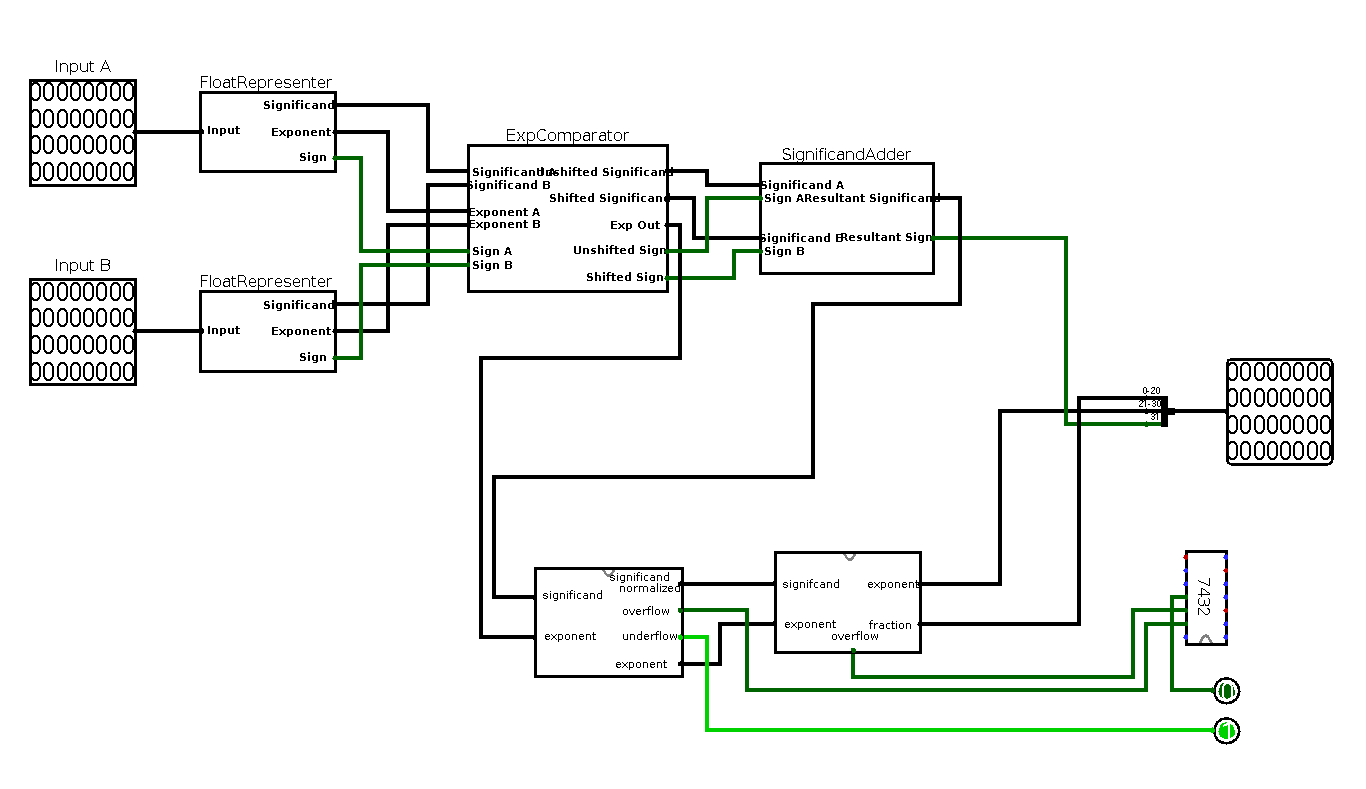 Input A
00000000
00000000
00000000
00000000
FloatRepresenter
Input
Significand
Exponent
Sign
Input B
00000000
00000000
00000000
00000000
FloatRepresenter
Input
Significand
Exponent
Sign
ExpComparator
Significand A
Significand B
Exponent A
Exponent B
Sign A
Sign B
Unshifted Significand
Shifted Significand
Exp Out
Unshifted Sign
Shifted Sign
SignificandAdder
Significand A
Sign A
Significand B
Sign B
Resultant Significand
Resultant Sign
0-20
21-30
31
00000000
00000000
00000000
00000000
significand
exponent
significand
normalized
overflow
underflow
exponent
signifcand
exponent
exponent
fraction
overflow
7432
0
1